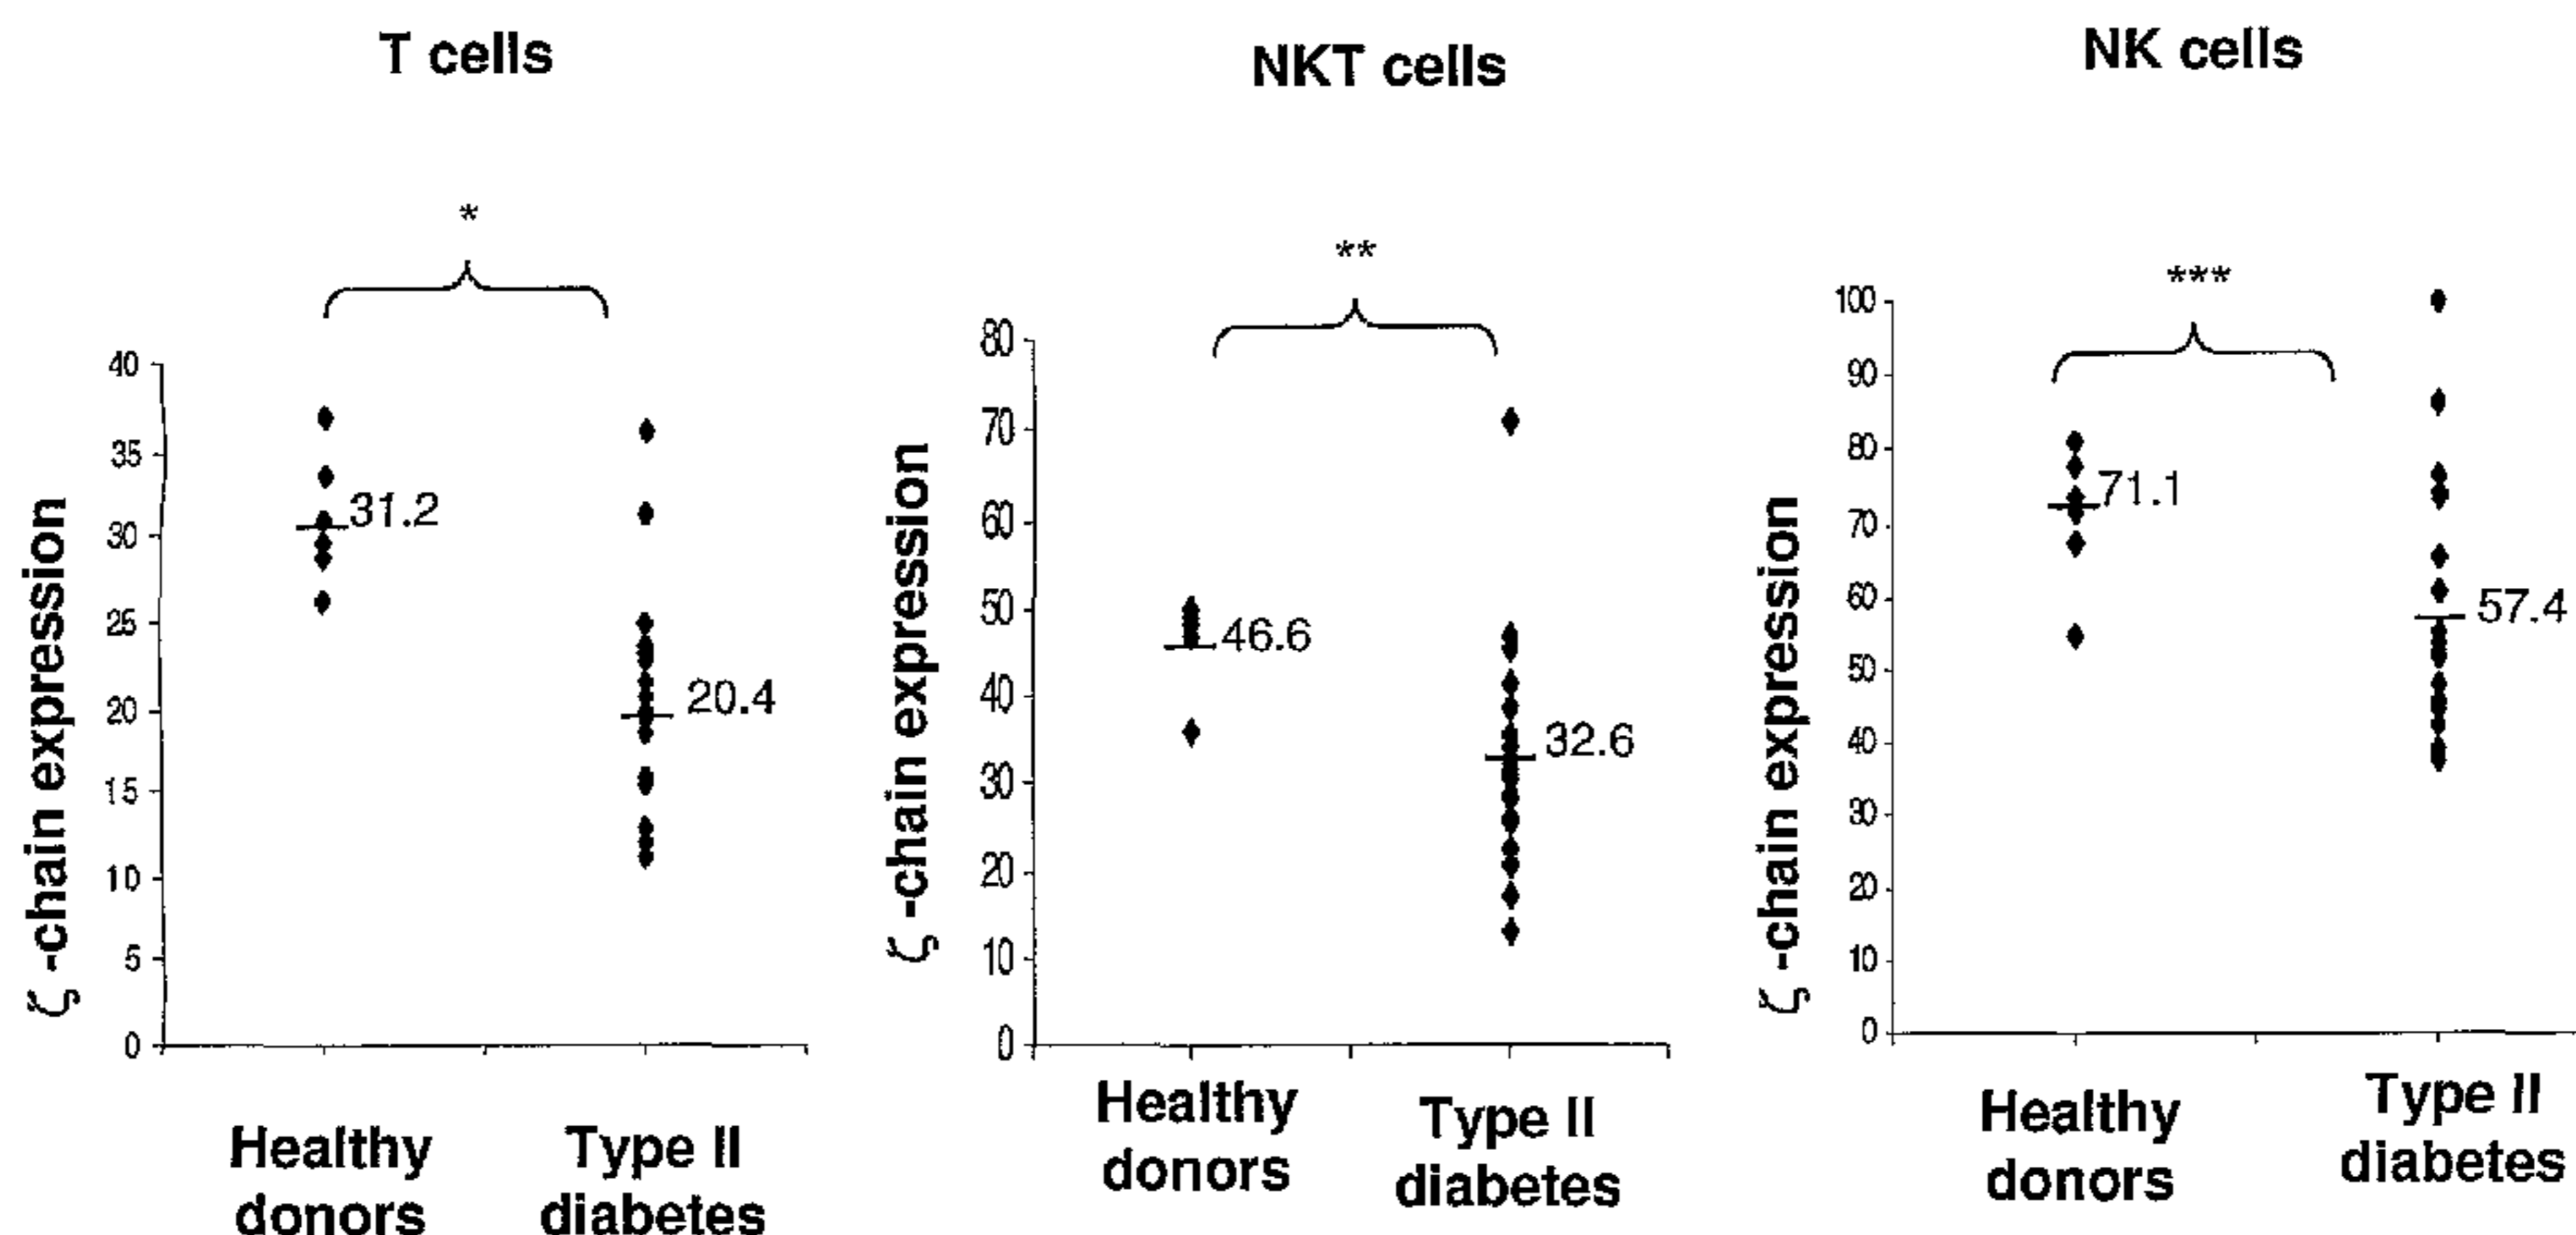 T cells
NKT cells
NK cells
*
**
***
ζ -chain expression
40
35
30
25
20
15
10
5
0
31.2
20.4
Healthy
donors
Type II
diabetes
ζ -chain expression
80
70
60
50
40
30
20
10
0
46.6
32.6
Healthy
donors
Type II
diabetes
ζ -chain expression
100
90
80
70
60
50
40
30
20
10
0
71.1
57.4
Healthy
donors
Type II
diabetes